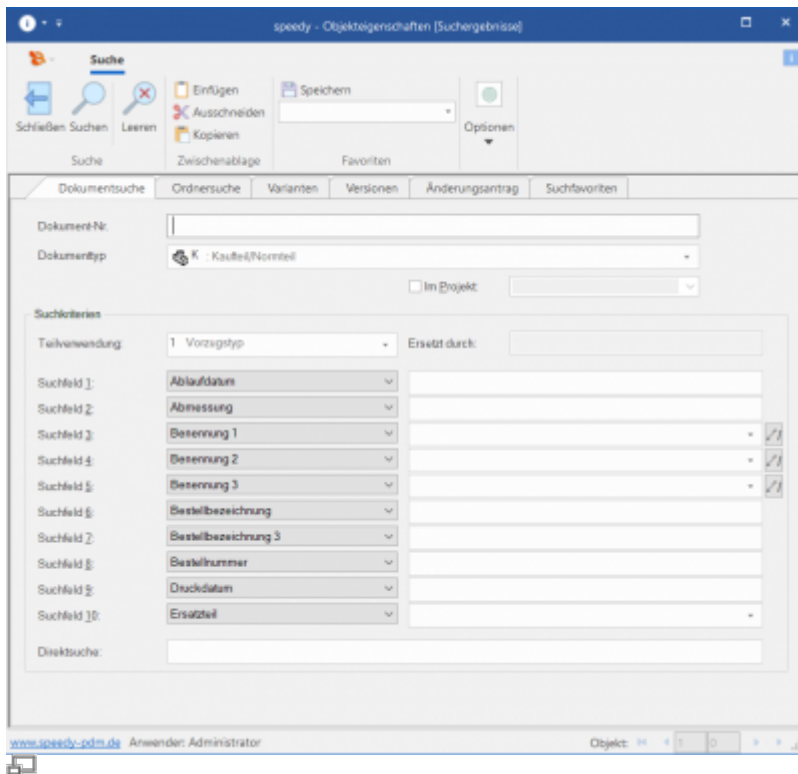 speedy - Objekteigenschaften [Suchergebnisse]
Suche
Schließen Suchen Leeren
Einfügen
Ausschneiden
Kopieren
Speichern
Optionen
Suche Zwischenablage Favoriten
Dokumentsuche Ordnersuche Varianten Versionen Änderungsantrag Suchfavoriten
Dokument-Nr.
Dokumenttyp K : Kaufteil/Normteil
Im Projekt:
Suchkriterien
Teilverwendung: 1 Vorzugstyp Ersetzt durch:
Suchfeld 1: Ablaufdatum
Suchfeld 2: Abmessung
Suchfeld 3: Benennung 1
Suchfeld 4: Benennung 2
Suchfeld 5: Benennung 3
Suchfeld 6: Bestellbezeichnung
Suchfeld 7: Bestellbezeichnung 3
Suchfeld 8: Bestellnummer
Suchfeld 9: Druckdatum
Suchfeld 10: Ersatzteil
Direktsuche:
www.speedy-pdm.de Anwender: Administrator Objekt: 1 0